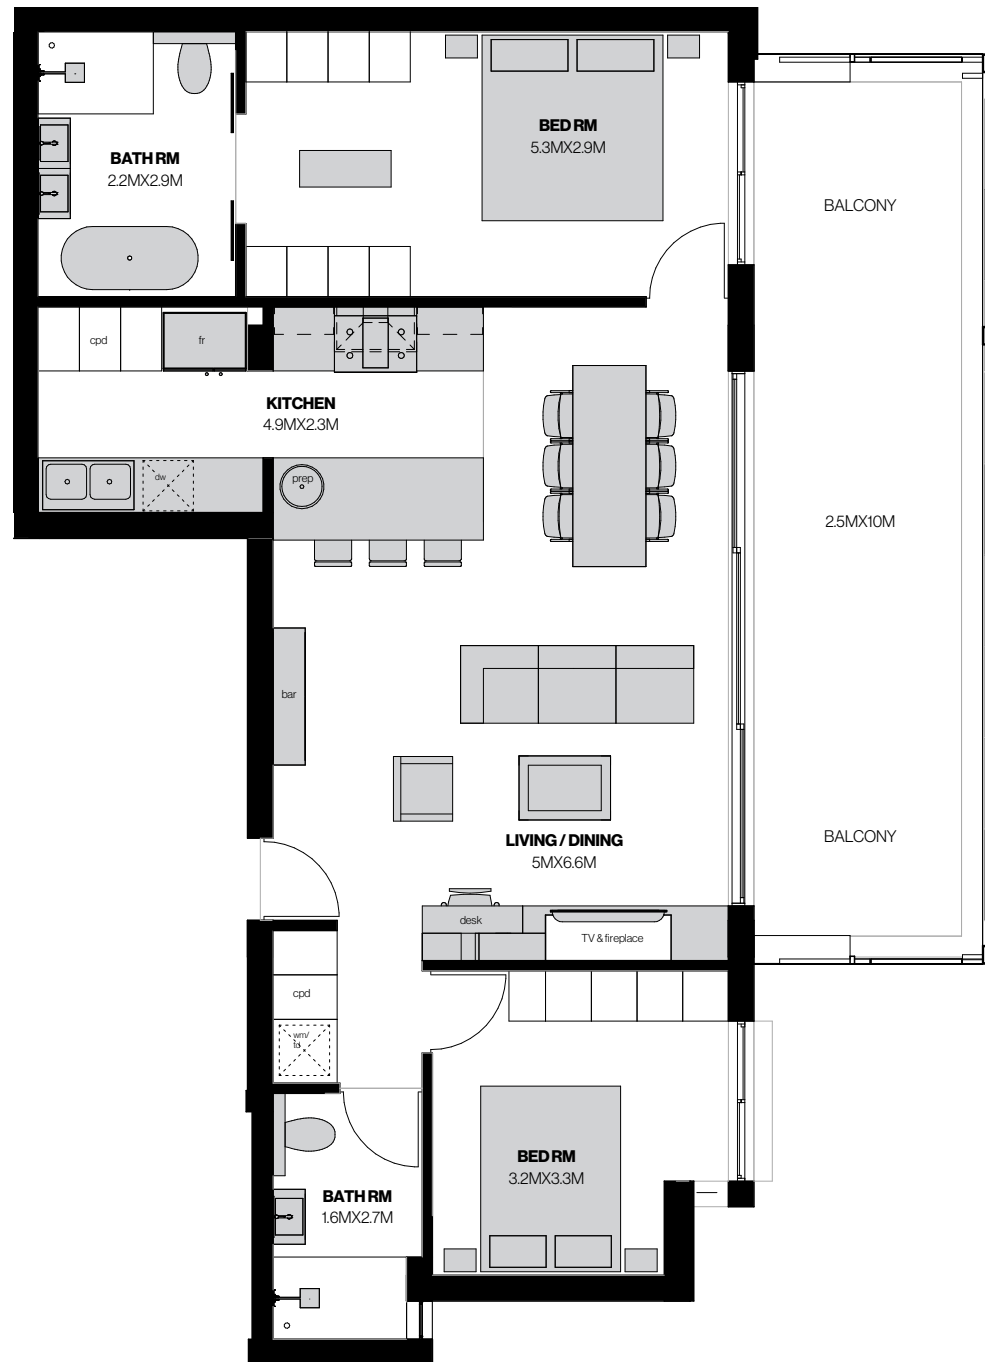 BED RM
5.3MX2.9M
BATH RM
2.2MX2.9M
BALCONY
cpd
fr
KITCHEN
4.9MX2.3M
dw
prep
2.5MX10M
bar
LIVING / DINING
5MX6.6M
BALCONY
desk
TV & fireplace
cpd
wm/
td
BED RM
3.2MX3.3M
BATH RM
1.6MX2.7M